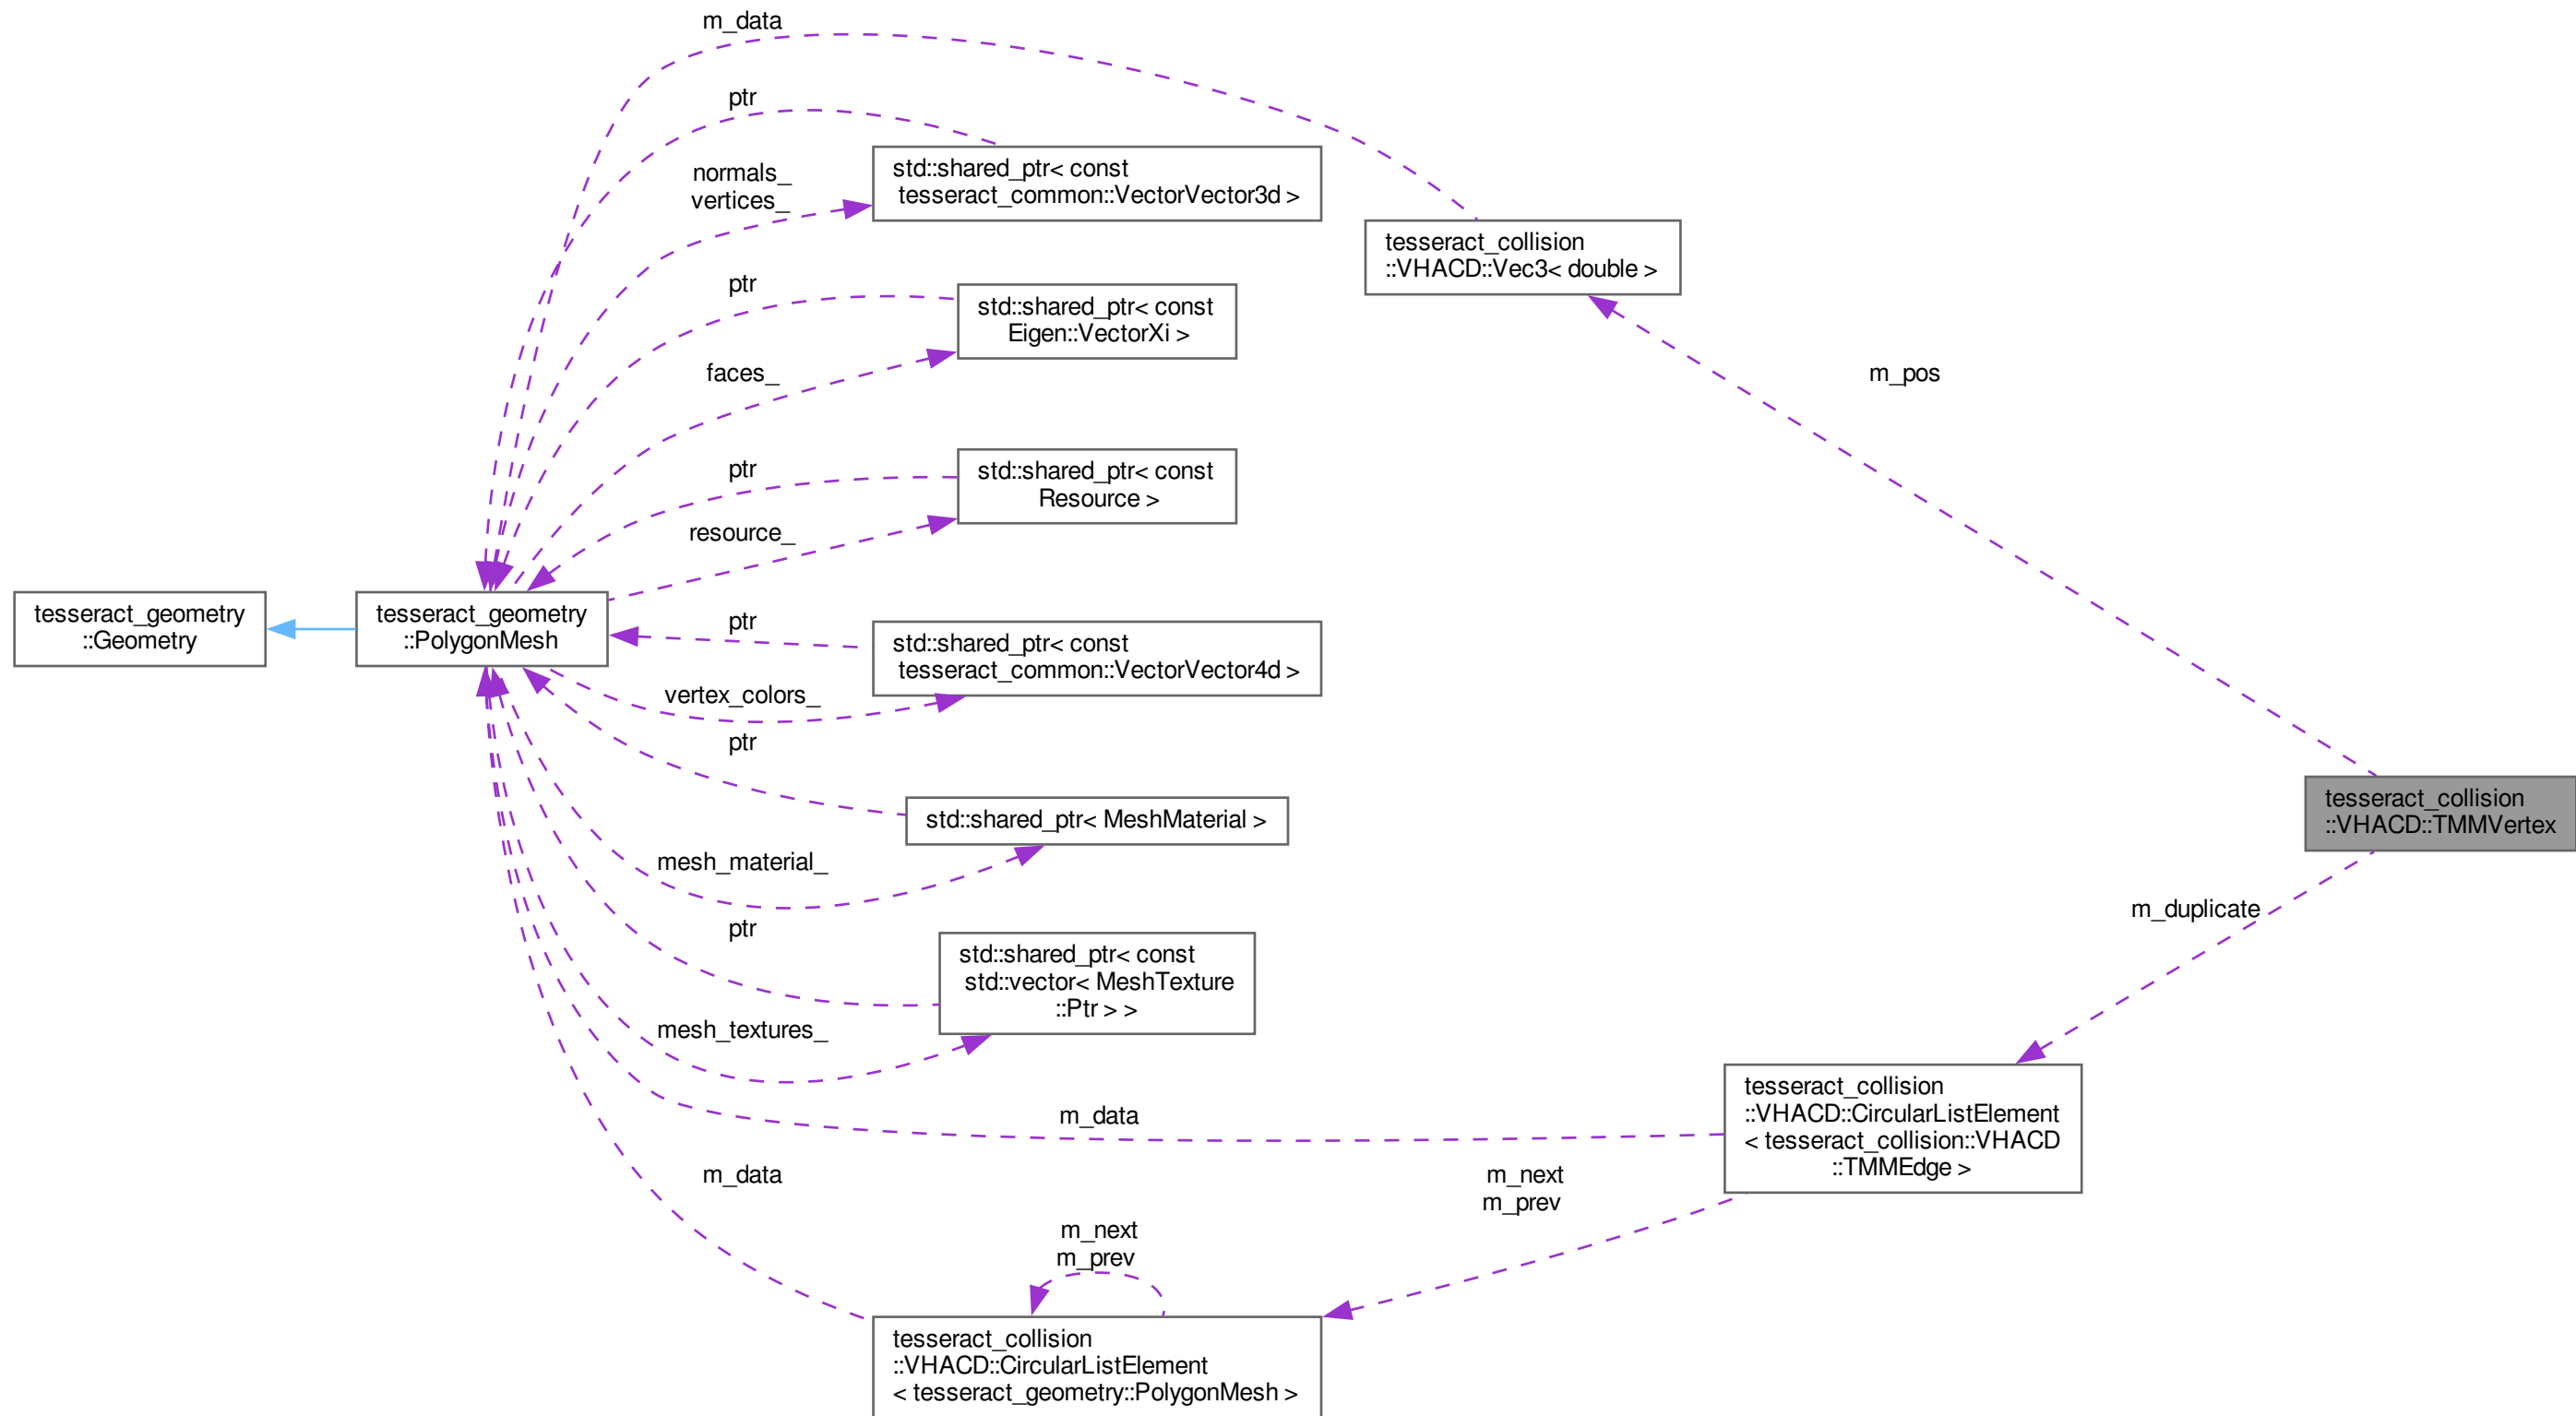 m_data
ptr
std::shared_ptr< const
tesseract_common::VectorVector3d >
normals_
vertices_
tesseract_collision
::VHACD::Vec3< double >
ptr
std::shared_ptr< const
Eigen::VectorXi >
faces_
m_pos
ptr
std::shared_ptr< const
Resource >
resource_
tesseract_geometry
::Geometry
tesseract_geometry
::PolygonMesh
ptr
std::shared_ptr< const
tesseract_common::VectorVector4d >
vertex_colors_
ptr
std::shared_ptr< MeshMaterial >
tesseract_collision
::VHACD::TMMVertex
mesh_material_
ptr
m_duplicate
std::shared_ptr< const
std::vector< MeshTexture
::Ptr > >
mesh_textures_
m_data
tesseract_collision
::VHACD::CircularListElement
< tesseract_collision::VHACD
::TMMEdge >
m_data
m_next
m_prev
m_next
m_prev
tesseract_collision
::VHACD::CircularListElement
< tesseract_geometry::PolygonMesh >